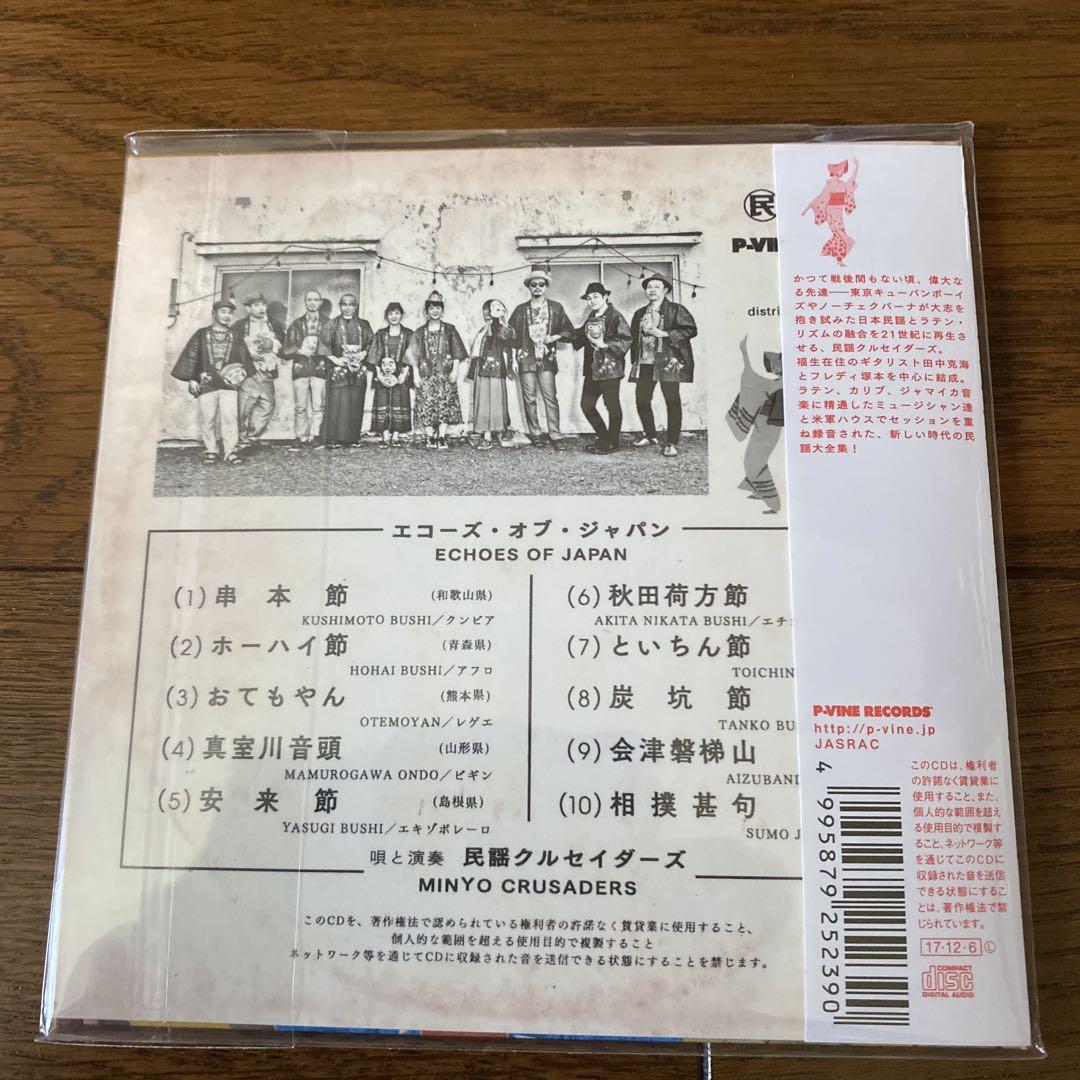 民
P-VIN
distri
かつて戦後間もない頃、偉大な
る先達――東京キューバンボーイ
ズやノーチェクバーナが大志を
抱き試みた日本民謡とラテン・
リズムの融合を21世紀に再生さ
せる、民謡クルセイダーズ。
福生在住のギタリスト田中克海
とフレディ塚本を中心に結成。
ラテン、カリブ、ジャマイカ音
楽に精通したミュージシャン達
と米軍ハウスでセッションを重
ね録音された、新しい時代の民
謡大全集！
エコーズ・オブ・ジャパン
ECHOES OF JAPAN
(1) 串本節 (和歌山県)
KUSHIMOTO BUSHI／クンビア
(2) ホーハイ節 (青森県)
HOHAI BUSHI／アフロ
(3) おてもやん (熊本県)
OTEMOYAN／レゲエ
(4) 真室川音頭 (山形県)
MAMUROGAWA ONDO／ビギン
(5) 安来節 (島根県)
YASUGI BUSHI／エキゾボレーロ
(6) 秋田荷方節
AKITA NIKATA BUSHI／エチ
(7) といちん節
TOICHIN
(8) 炭坑節
TANKO BU
(9) 会津磐梯山
AIZUBAND
(10) 相撲甚句
SUMO J
唄と演奏 民謡クルセイダーズ
MINYO CRUSADERS
このCDを、著作権法で認められている権利者の許諾なく賃貸業に使用すること、
個人的な範囲を超える使用目的で複製すること
ネットワーク等を通じてCDに収録された音を送信できる状態にすることを禁じます。
P-VINE RECORDS
http://p-vine.jp
JASRAC
4 995879 252390
このCDは、権利者
の許諾なく賃貸業に
使用すること、また、
個人的な範囲を超え
る使用目的で複製す
ること、ネットワーク等
を通じてこのCDに
収録された音を送信
できる状態にするこ
とは、著作権法で禁
じられています。
17・12・6 L
COMPACT
disc
DIGITAL AUDIO